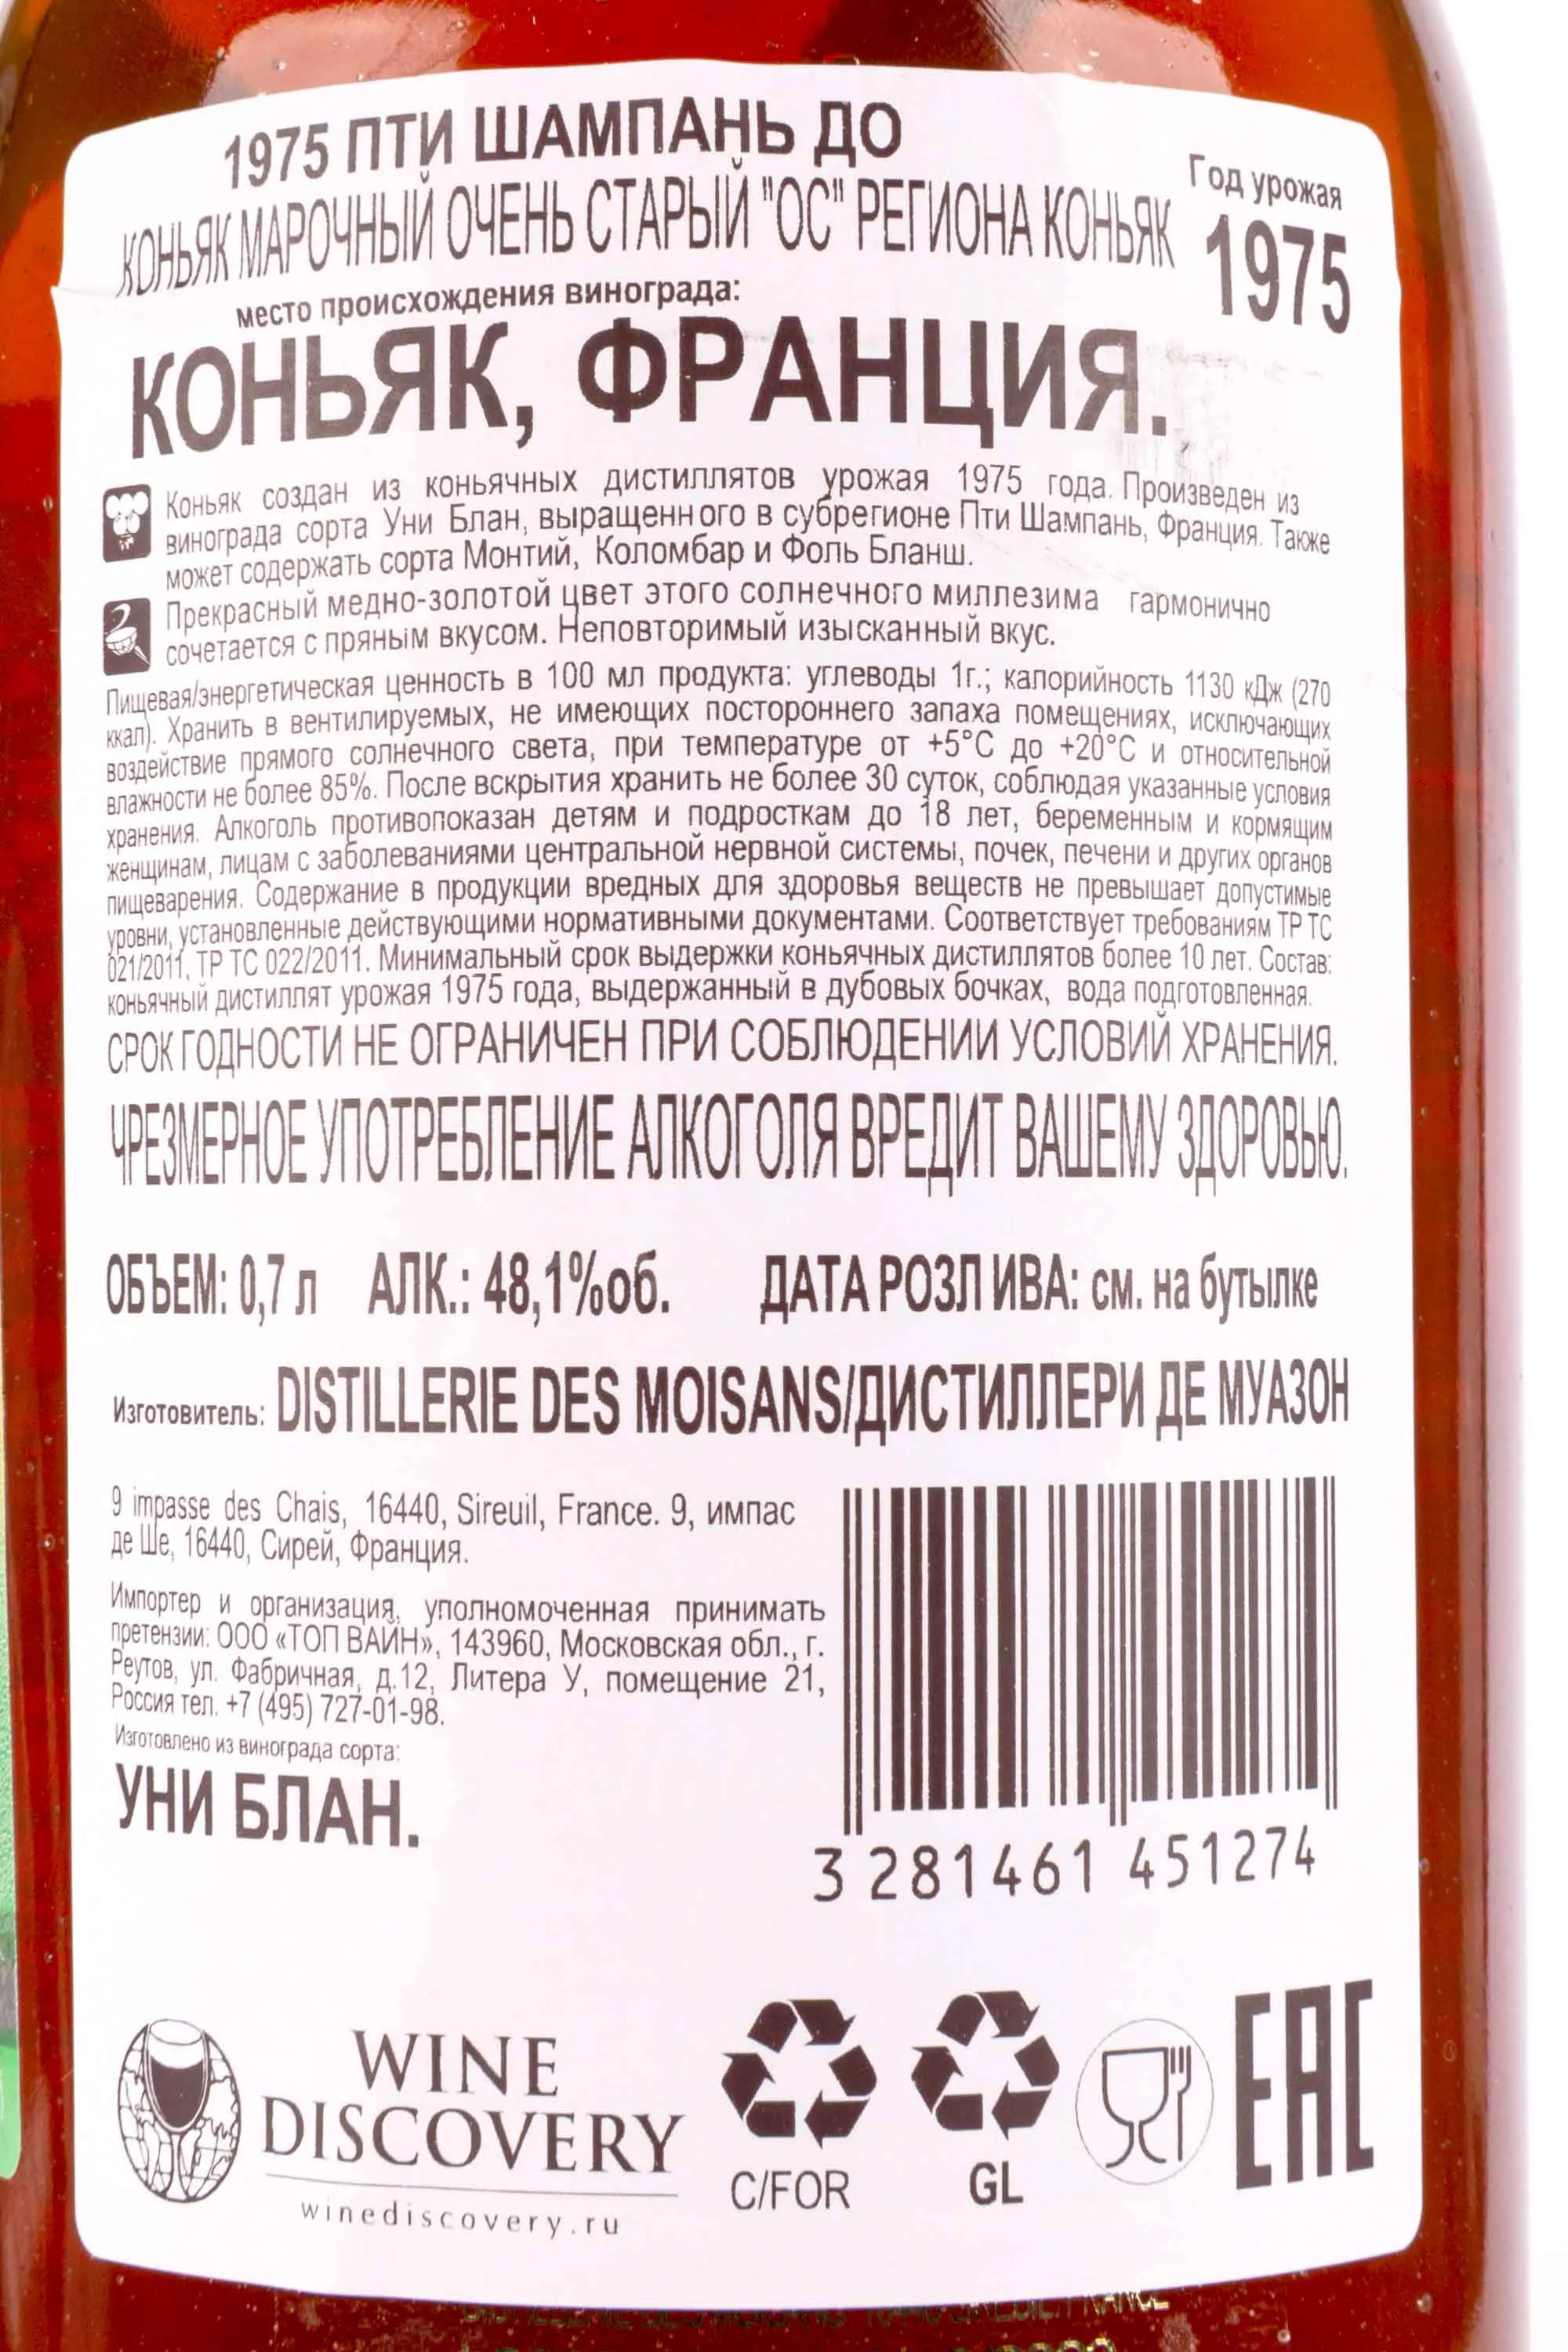 1975 ПТИ ШАМПАНЬ ДО
КОНЬЯК МАРОЧНЫЙ ОЧЕНЬ СТАРЫЙ "ОС" РЕГИОНА КОНЬЯК
Год урожая
1975
место происхождения винограда:
КОНЬЯК, ФРАНЦИЯ.
Коньяк создан из коньячных дистиллятов урожая 1975 года. Произведен из
винограда сорта Уни Блан, выращенного в субрегионе Пти Шампань, Франция. Также
может содержать сорта Монтий, Коломбар и Фоль Бланш.
Прекрасный медно-золотой цвет этого солнечного миллезима гармонично
сочетается с пряным вкусом. Неповторимый изысканный вкус.
Пищевая/энергетическая ценность в 100 мл продукта: углеводы 1г.; калорийность 1130 кДж (270
ккал). Хранить в вентилируемых, не имеющих постороннего запаха помещениях, исключающих
воздействие прямого солнечного света, при температуре от +5°С до +20°С и относительной
влажности не более 85%. После вскрытия хранить не более 30 суток, соблюдая указанные условия
хранения. Алкоголь противопоказан детям и подросткам до 18 лет, беременным и кормящим
женщинам, лицам с заболеваниями центральной нервной системы, почек, печени и других органов
пищеварения. Содержание в продукции вредных для здоровья веществ не превышает допустимые
уровни, установленные действующими нормативными документами. Соответствует требованиям ТР ТС
021/2011, ТР ТС 022/2011. Минимальный срок выдержки коньячных дистиллятов более 10 лет. Состав:
коньячный дистиллят урожая 1975 года, выдержанный в дубовых бочках, вода подготовленная.
СРОК ГОДНОСТИ НЕ ОГРАНИЧЕН ПРИ СОБЛЮДЕНИИ УСЛОВИЙ ХРАНЕНИЯ.
ЧРЕЗМЕРНОЕ УПОТРЕБЛЕНИЕ АЛКОГОЛЯ ВРЕДИТ ВАШЕМУ ЗДОРОВЬЮ.
ОБЪЕМ: 0,7 л АЛК.: 48,1%об. ДАТА РОЗЛ ИВА: см. на бутылке
Изготовитель: DISTILLERIE DES MOISANS/ДИСТИЛЛЕРИ ДЕ МУАЗОН
9 impasse des Chais, 16440, Sireuil, France. 9, импас
де Ше, 16440, Сирей, Франция.
Импортер и организация, уполномоченная принимать
претензии: ООО «ТОП ВАЙН», 143960, Московская обл., г.
Реутов, ул. Фабричная, д.12, Литера У, помещение 21,
Россия тел. +7 (495) 727-01-98.
Изготовлено из винограда сорта:
УНИ БЛАН.
3 281461 451274
WINE
DISCOVERY
winediscovery.ru
C/FOR
GL
EAC